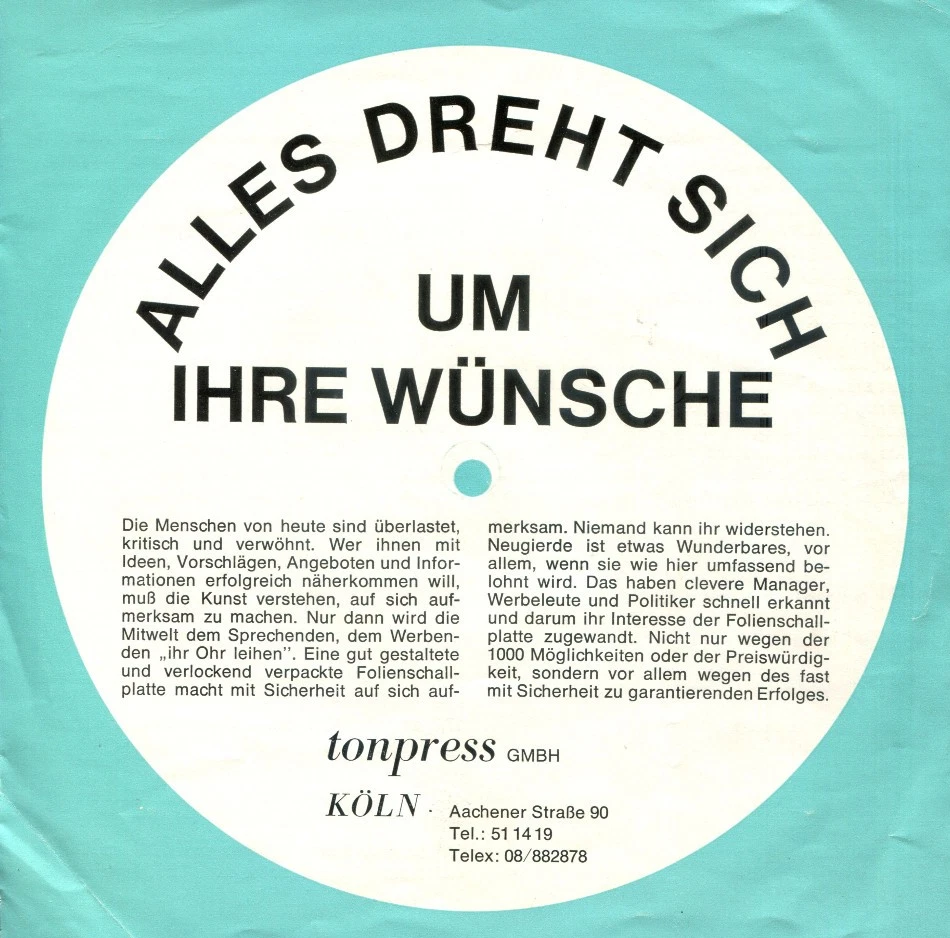 ALLES DREHT SICH
UM
IHRE WÜNSCHE
Die Menschen von heute sind überlastet,
kritisch und verwöhnt. Wer ihnen mit
Ideen, Vorschlägen, Angeboten und Infor-
mationen erfolgreich näherkommen will,
muß die Kunst verstehen, auf sich auf-
merksam zu machen. Nur dann wird die
Mitwelt dem Sprechenden, dem Werben-
den „ihr Ohr leihen”. Eine gut gestaltete
und verlockend verpackte Folienschall-
platte macht mit Sicherheit auf sich auf-
merksam. Niemand kann ihr widerstehen.
Neugierde ist etwas Wunderbares, vor
allem, wenn sie wie hier umfassend be-
lohnt wird. Das haben clevere Manager,
Werbeleute und Politiker schnell erkannt
und darum ihr Interesse der Folienschall-
platte zugewandt. Nicht nur wegen der
1000 Möglichkeiten oder der Preiswürdig-
keit, sondern vor allem wegen des fast
mit Sicherheit zu garantierenden Erfolges.
tonpress GMBH
KÖLN · Aachener Straße 90
Tel.: 51 14 19
Telex: 08/882878